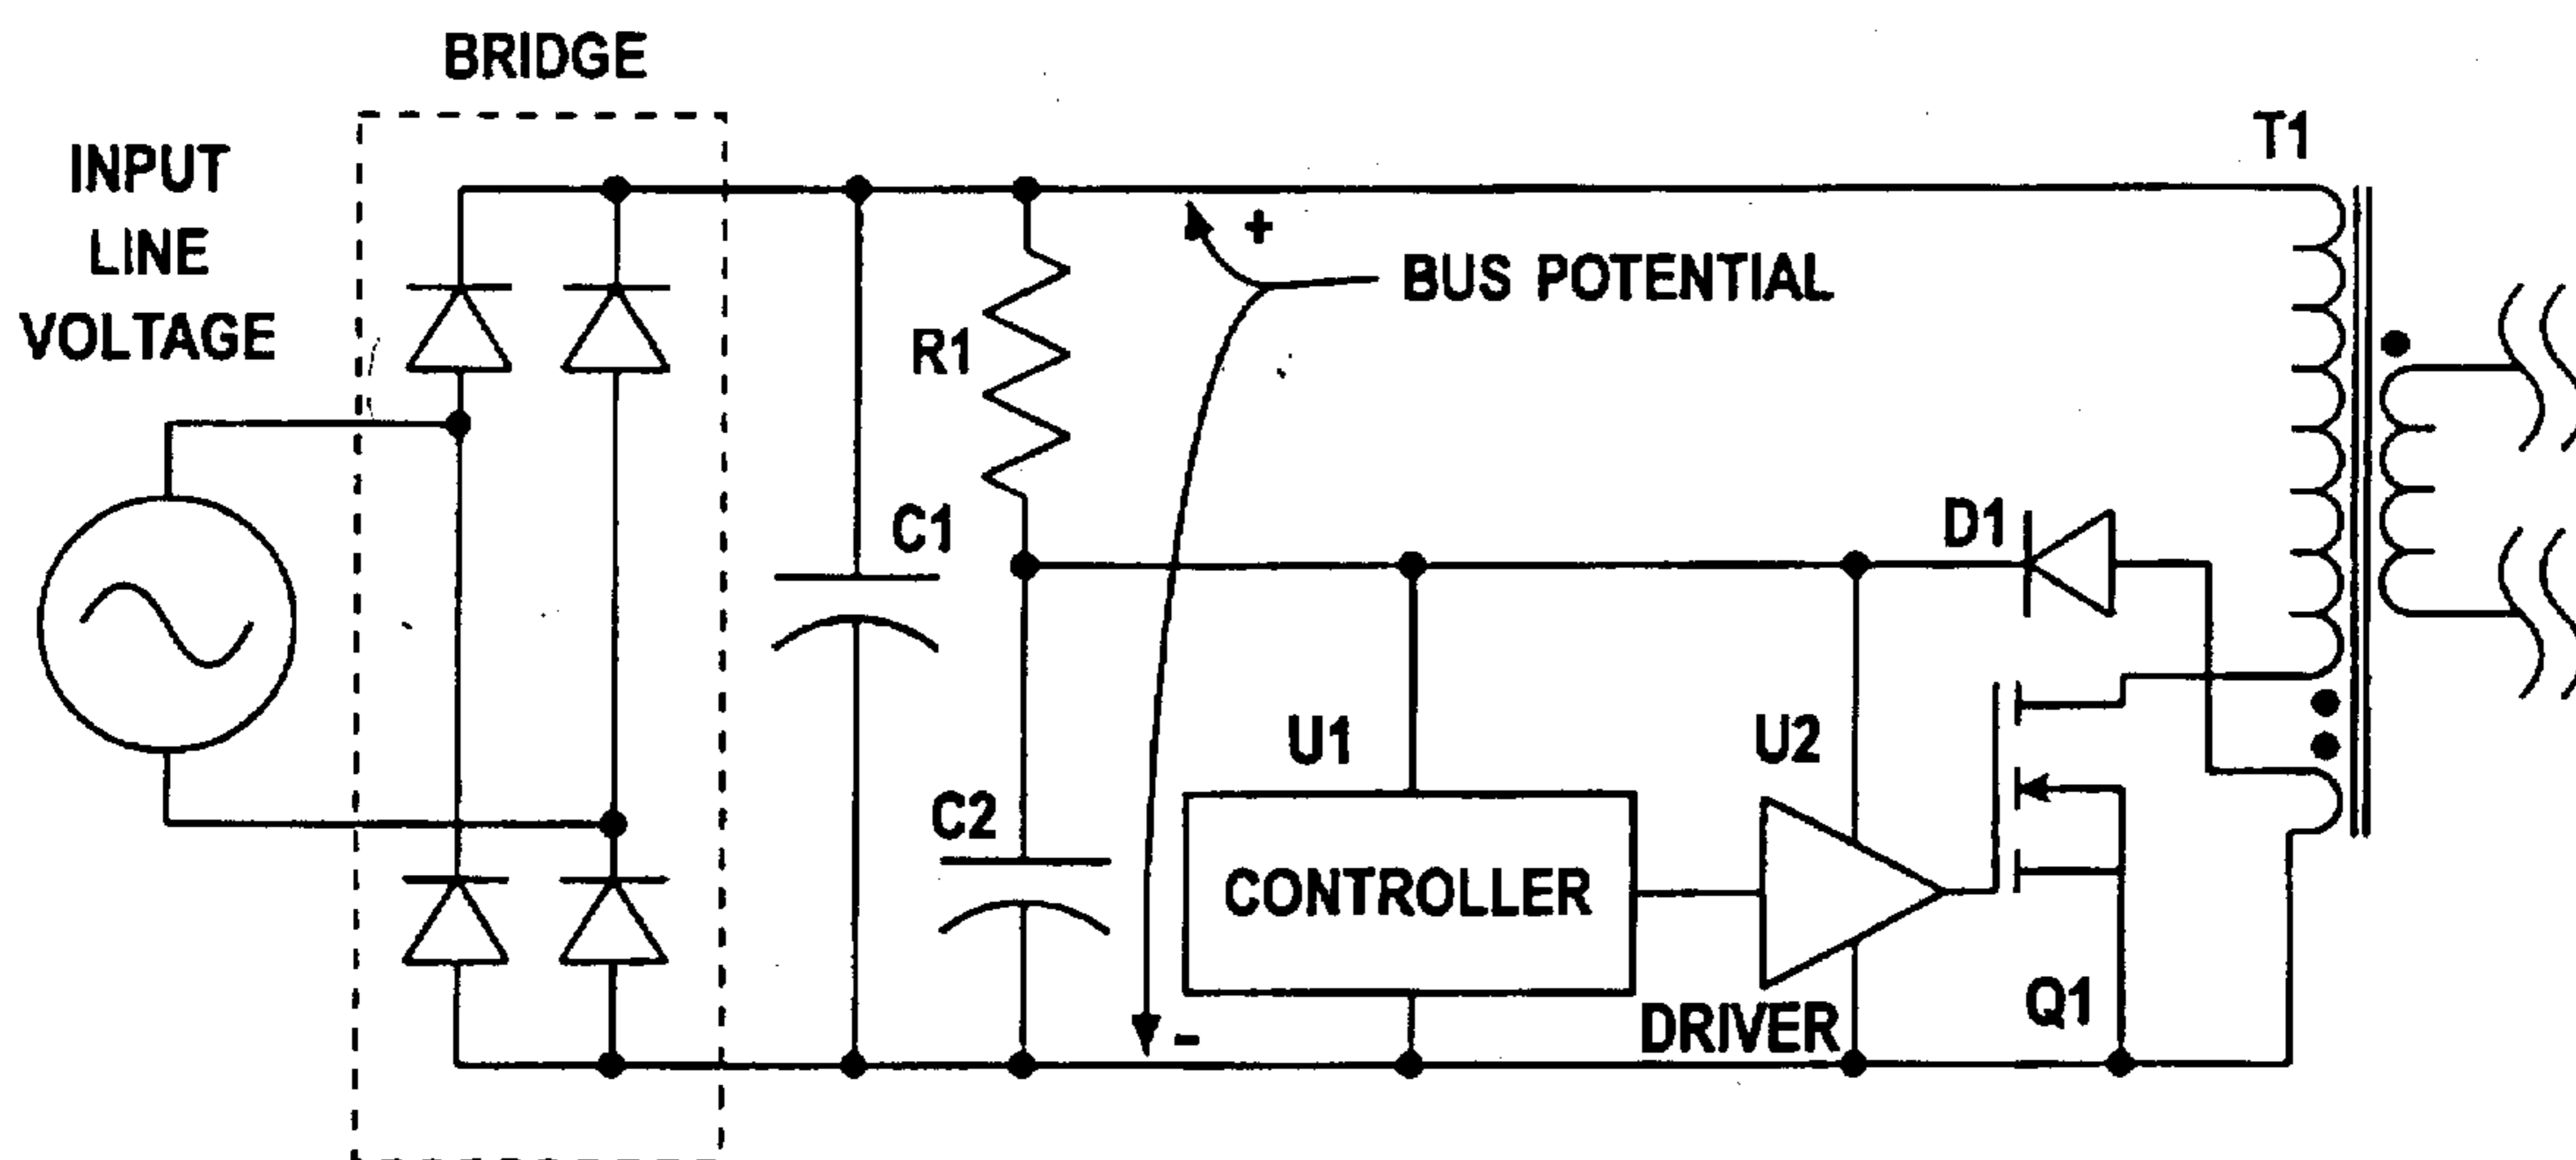 BRIDGE
INPUT
LINE
VOLTAGE
T1
+
BUS POTENTIAL
R1
C1
D1
U1
U2
C2
CONTROLLER
DRIVER
Q1
-